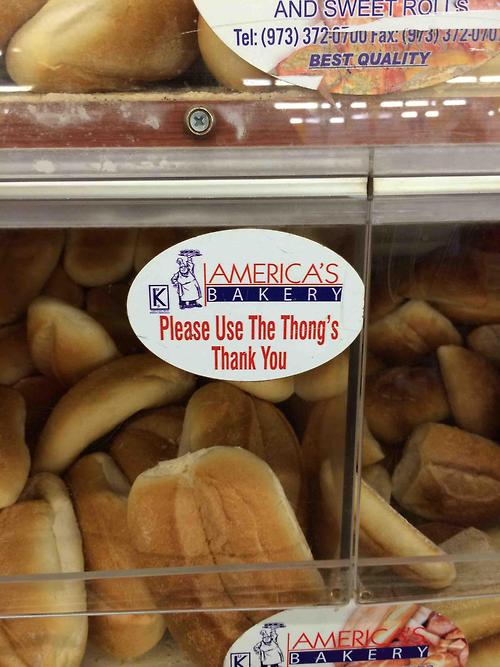 AND SWEET ROLLS
Tel: (973) 372-0700 Fax: (973) 372-070
BEST QUALITY
K
AMERICA'S
BAKERY
Please Use The Thong's
Thank You
K
AMERICA'S
BAKERY